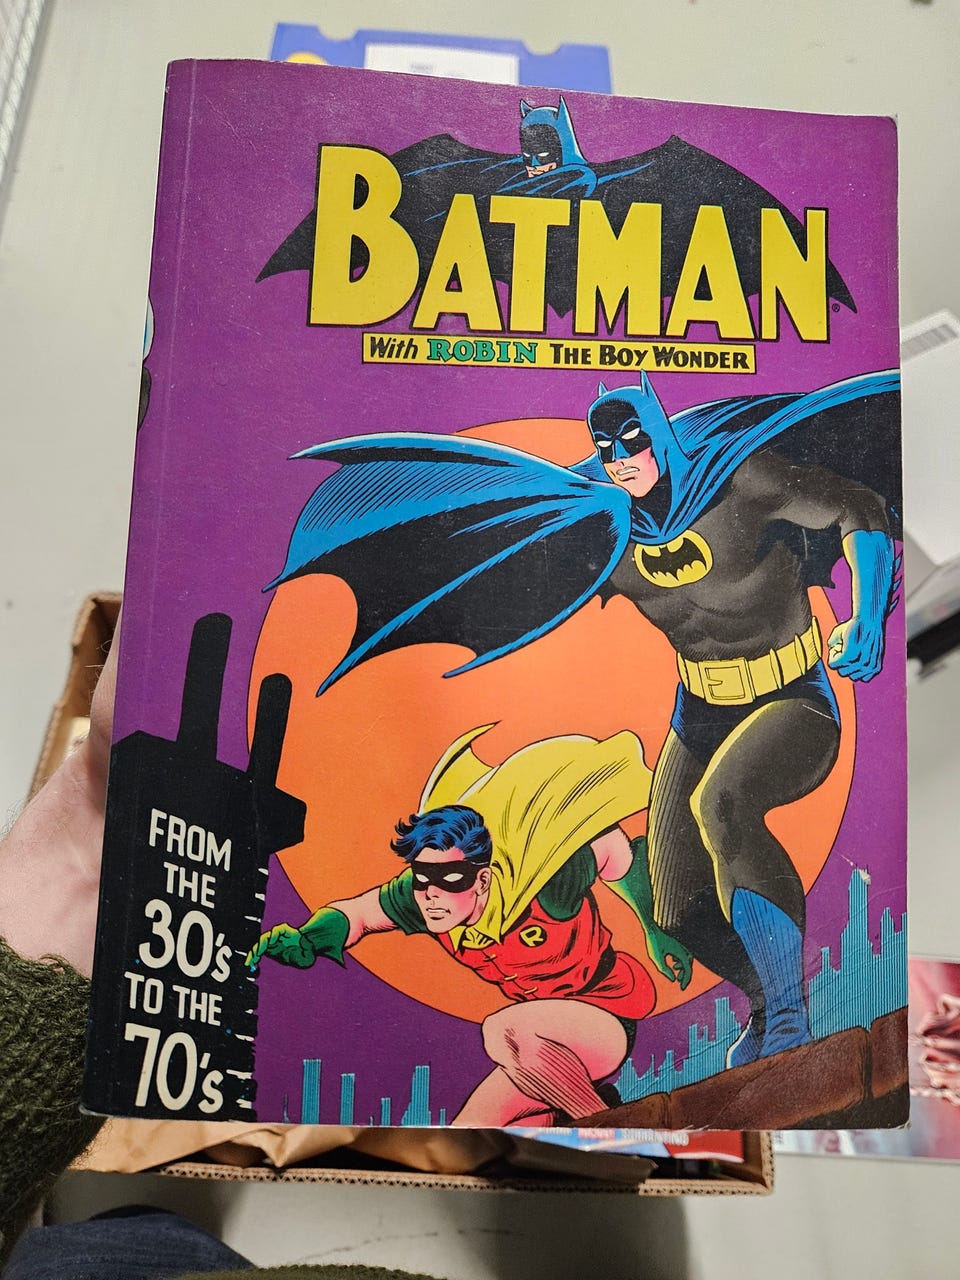 BATMAN
®
With ROBIN THE BOY WONDER
R
FROM
THE
30's
TO THE
70's